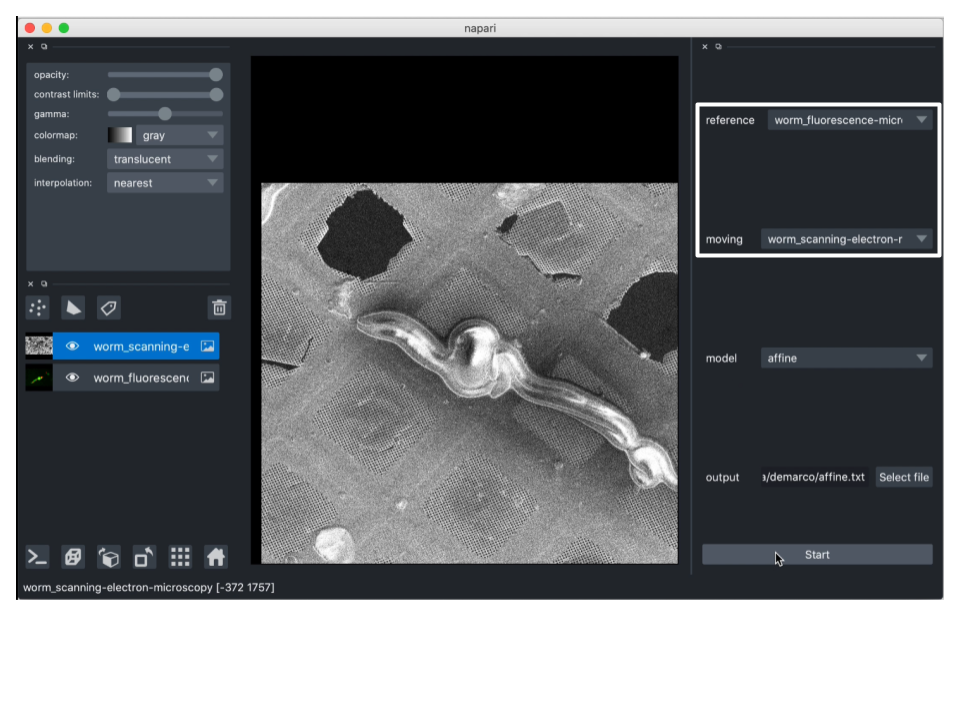 napari
opacity:
contrast limits:
gamma:
colormap: gray
blending: translucent
interpolation: nearest
worm_scanning-e
worm_fluorescenc
worm_scanning-electron-microscopy [-372 1757]
reference worm_fluorescence-micro
moving worm_scanning-electron-r
model affine
output a/demarco/affine.txt Select file
Start